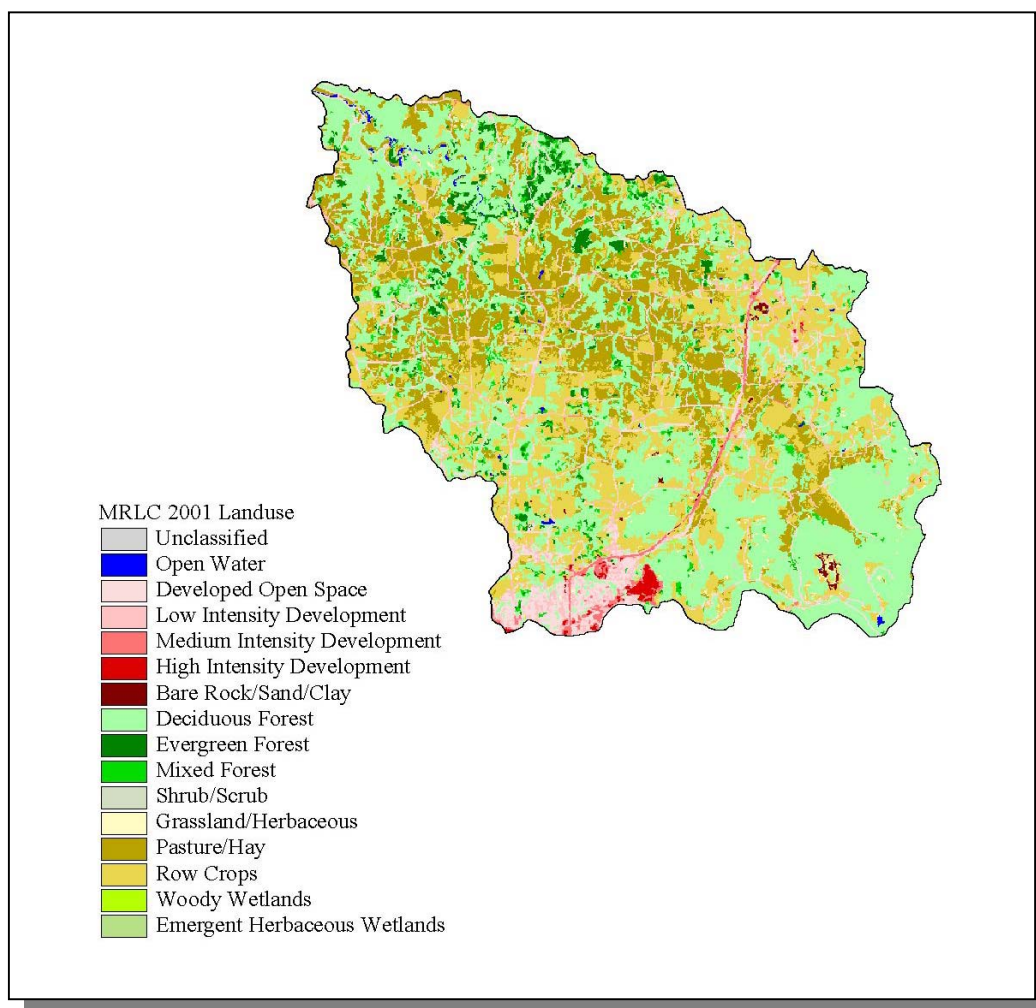 MRLC 2001 Landuse
Unclassified
Open Water
Developed Open Space
Low Intensity Development
Medium Intensity Development
High Intensity Development
Bare Rock/Sand/Clay
Deciduous Forest
Evergreen Forest
Mixed Forest
Shrub/Scrub
Grassland/Herbaceous
Pasture/Hay
Row Crops
Woody Wetlands
Emergent Herbaceous Wetlands